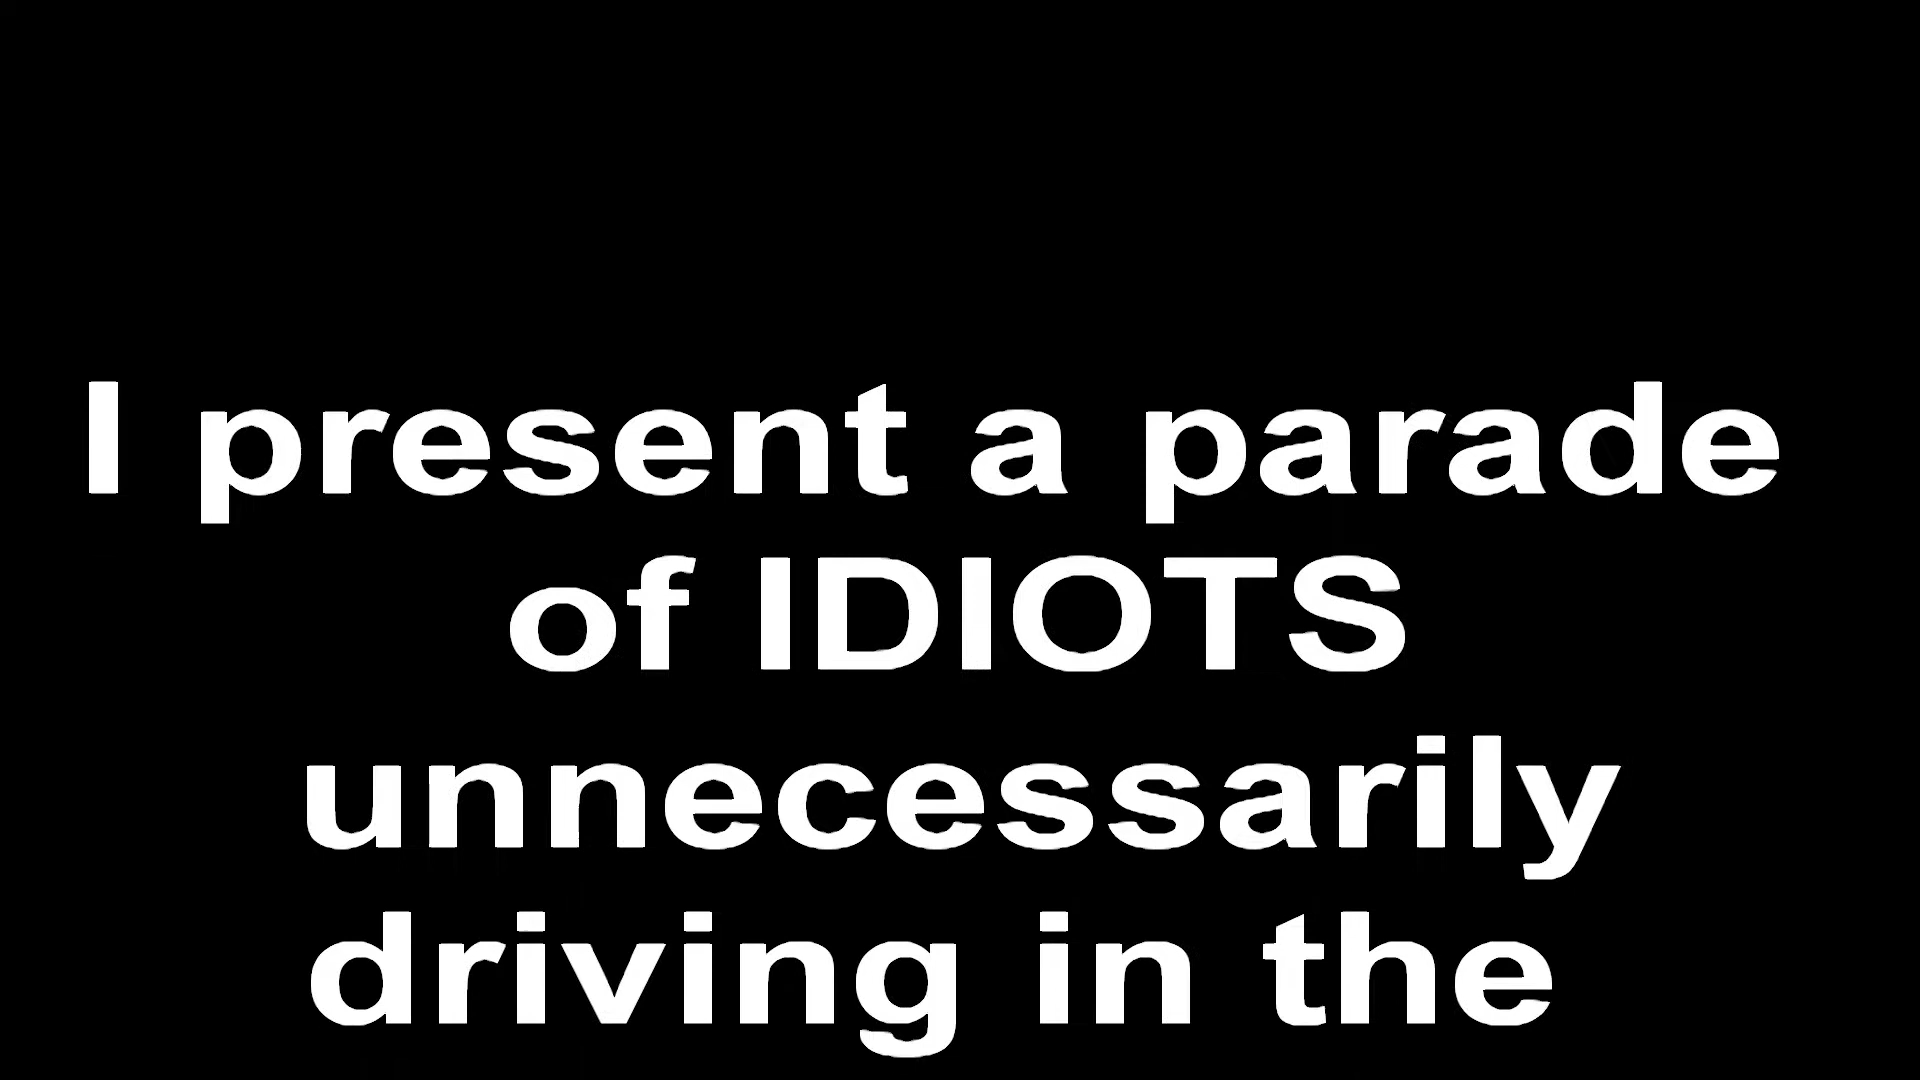 I present a parade
of IDIOTS
unnecessarily
driving in the